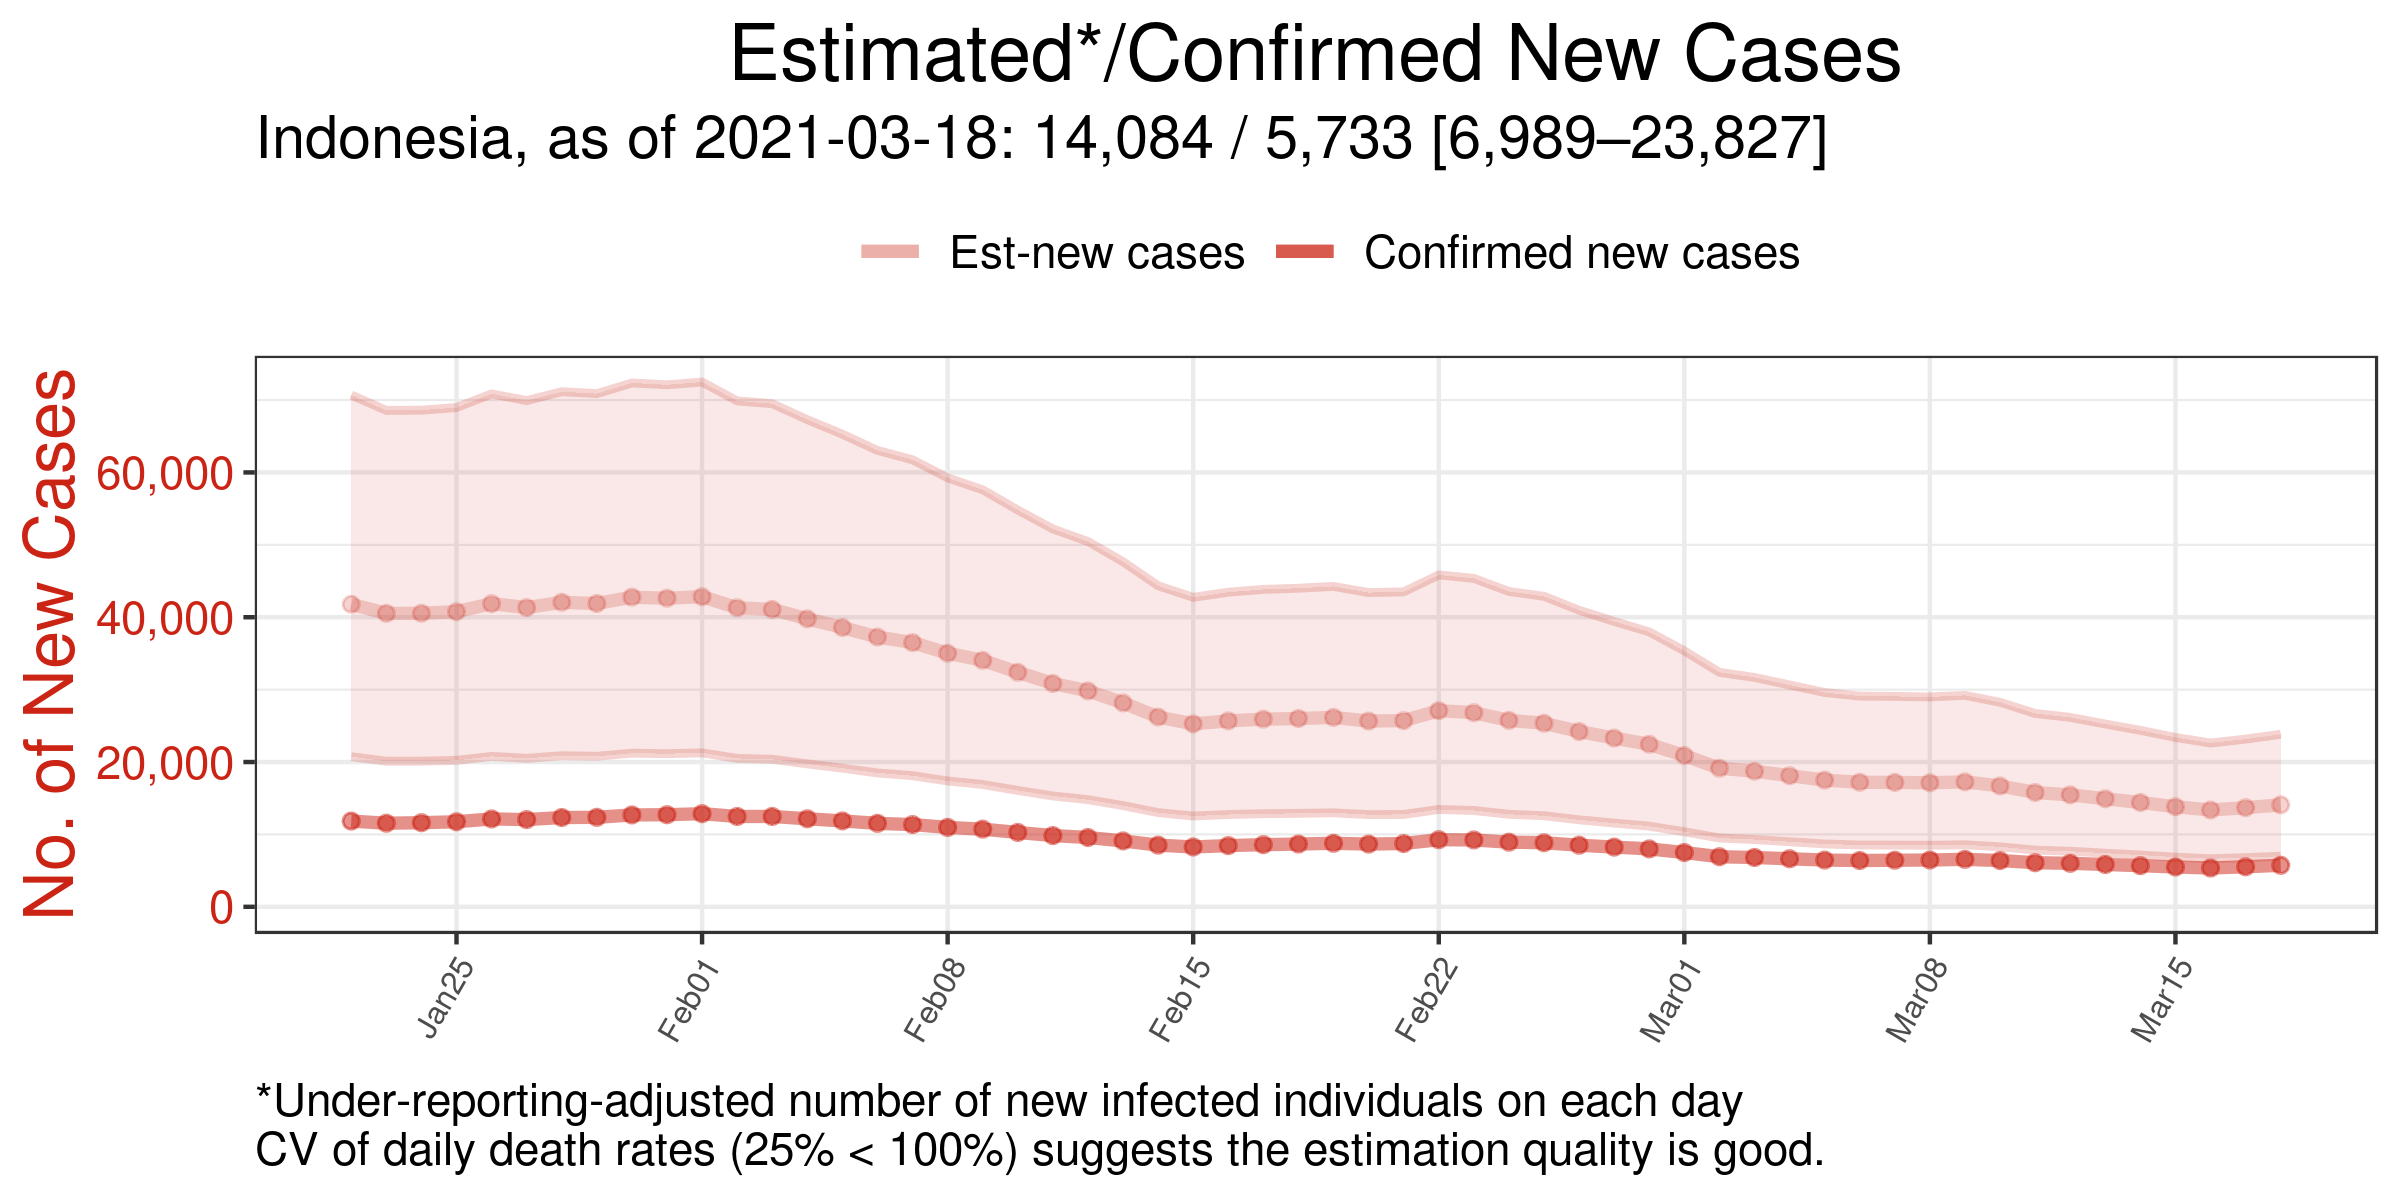 Estimated*/Confirmed New Cases
Indonesia, as of 2021-03-18: 14,084 / 5,733 [6,989–23,827]
Est-new cases
Confirmed new cases
No. of New Cases
60,000
40,000
20,000
0
Jan25
Feb01
Feb08
Feb15
Feb22
Mar01
Mar08
Mar15
*Under-reporting-adjusted number of new infected individuals on each day
CV of daily death rates (25% < 100%) suggests the estimation quality is good.